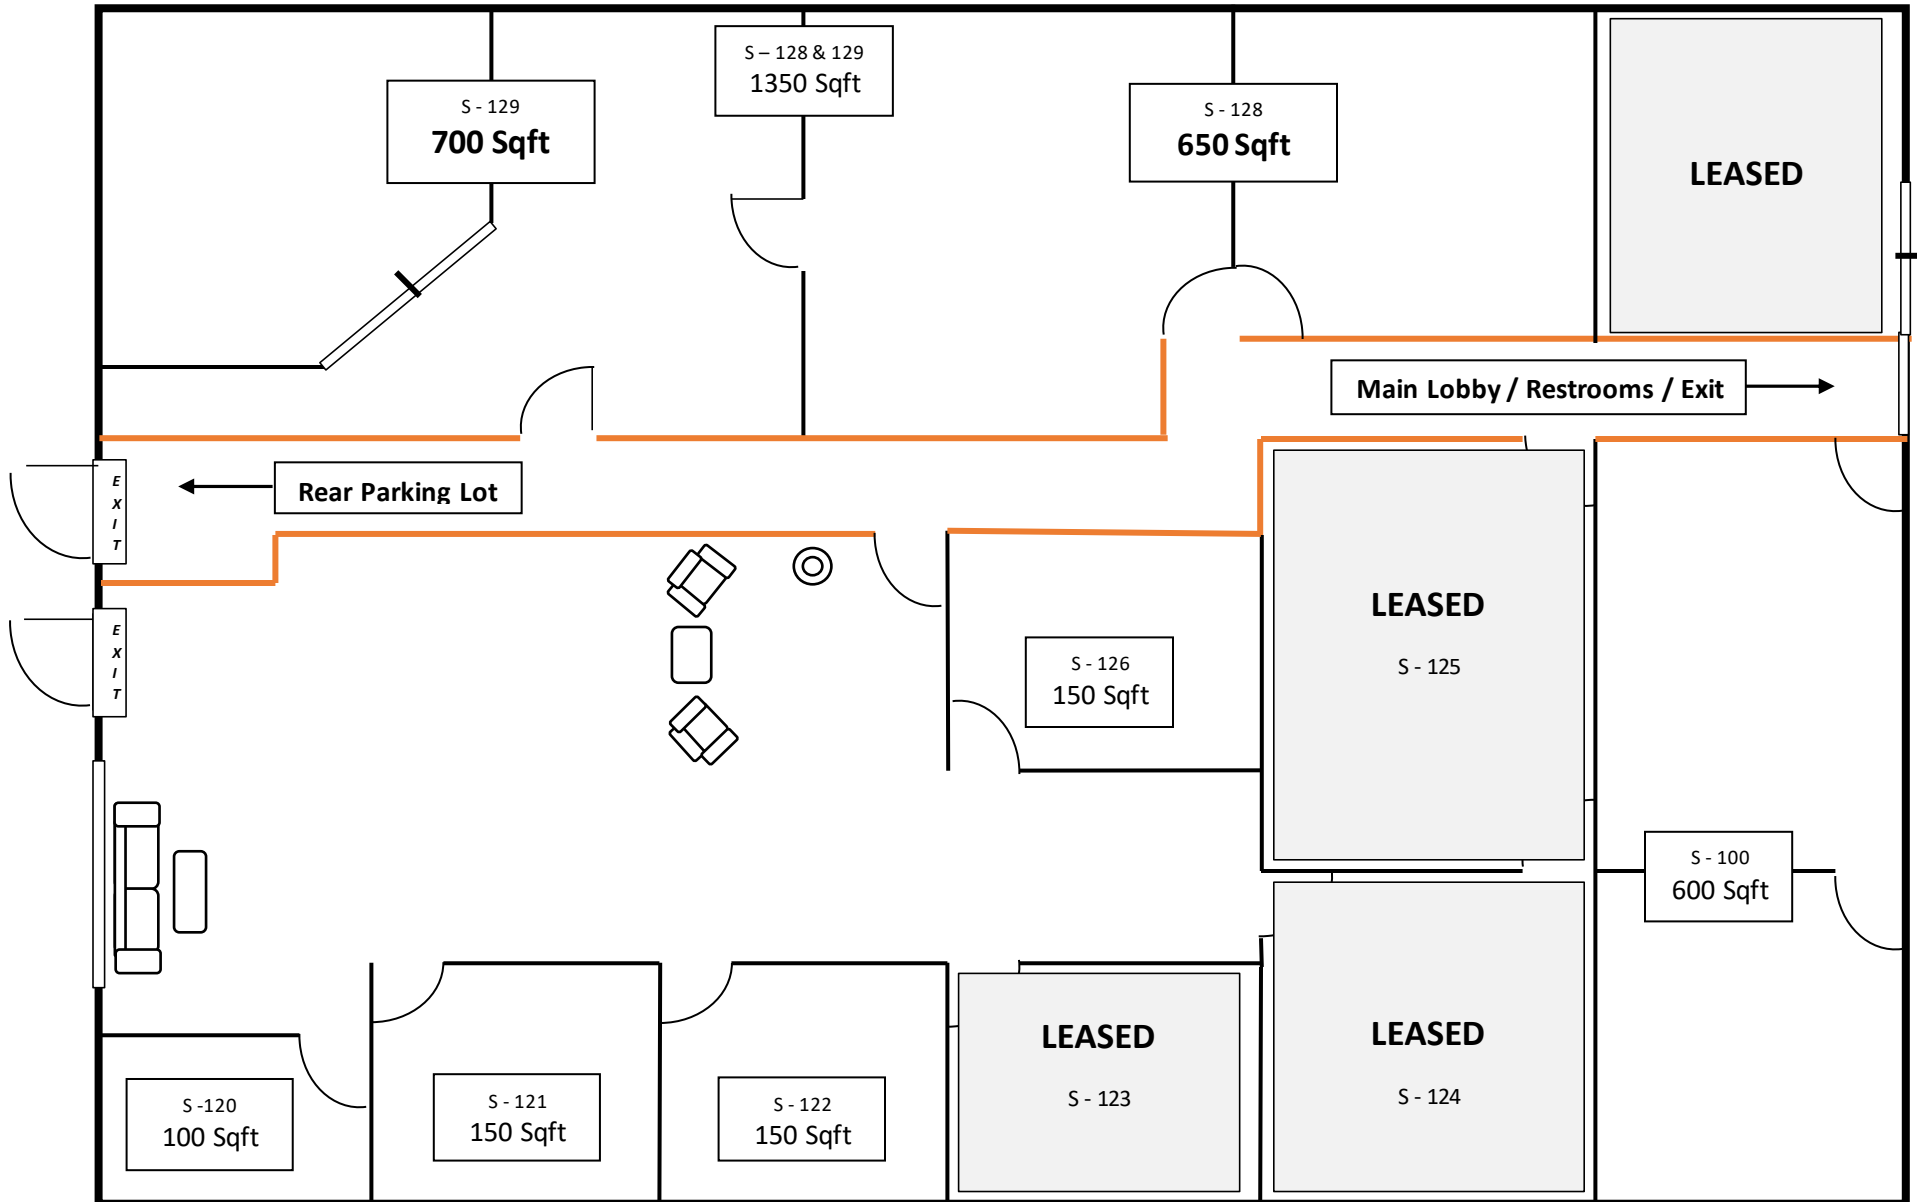 S – 128 & 129
1350 Sqft
S - 129
700 Sqft
S - 128
650 Sqft
LEASED
Main Lobby / Restrooms / Exit
Rear Parking Lot
EXIT
EXIT
LEASED
S - 125
S - 126
150 Sqft
S - 100
600 Sqft
LEASED
S - 123
LEASED
S - 124
S -120
100 Sqft
S - 121
150 Sqft
S - 122
150 Sqft